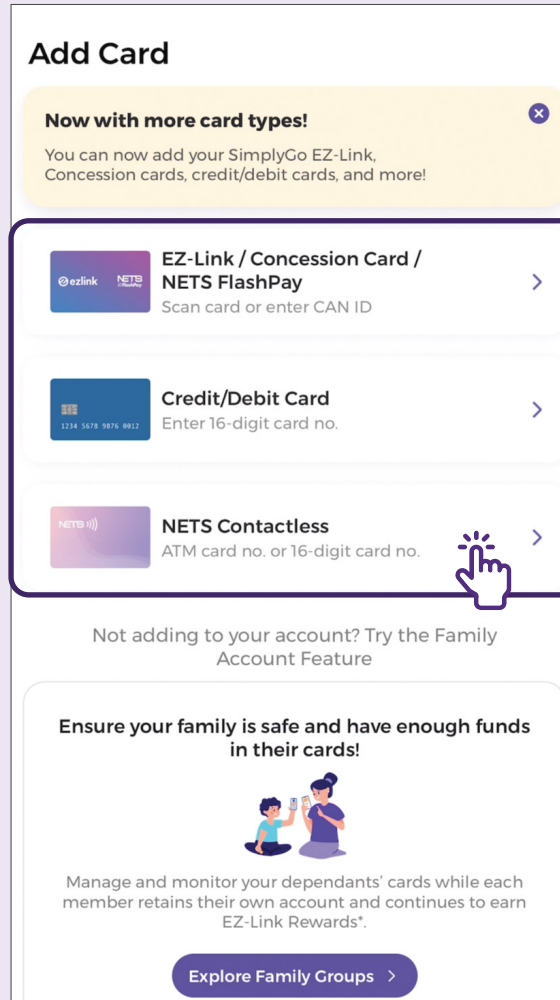 Add Card
Now with more card types!
You can now add your SimplyGo EZ-Link,
Concession cards, credit/debit cards, and more!
ezlink NETS
FlashPay
EZ-Link / Concession Card /
NETS FlashPay
Scan card or enter CAN ID
1234 5678 9876 0012
Credit/Debit Card
Enter 16-digit card no.
NETS
NETS Contactless
ATM card no. or 16-digit card no.
Not adding to your account? Try the Family
Account Feature
Ensure your family is safe and have enough funds
in their cards!
Manage and monitor your dependants' cards while each
member retains their own account and continues to earn
EZ-Link Rewards*.
Explore Family Groups >